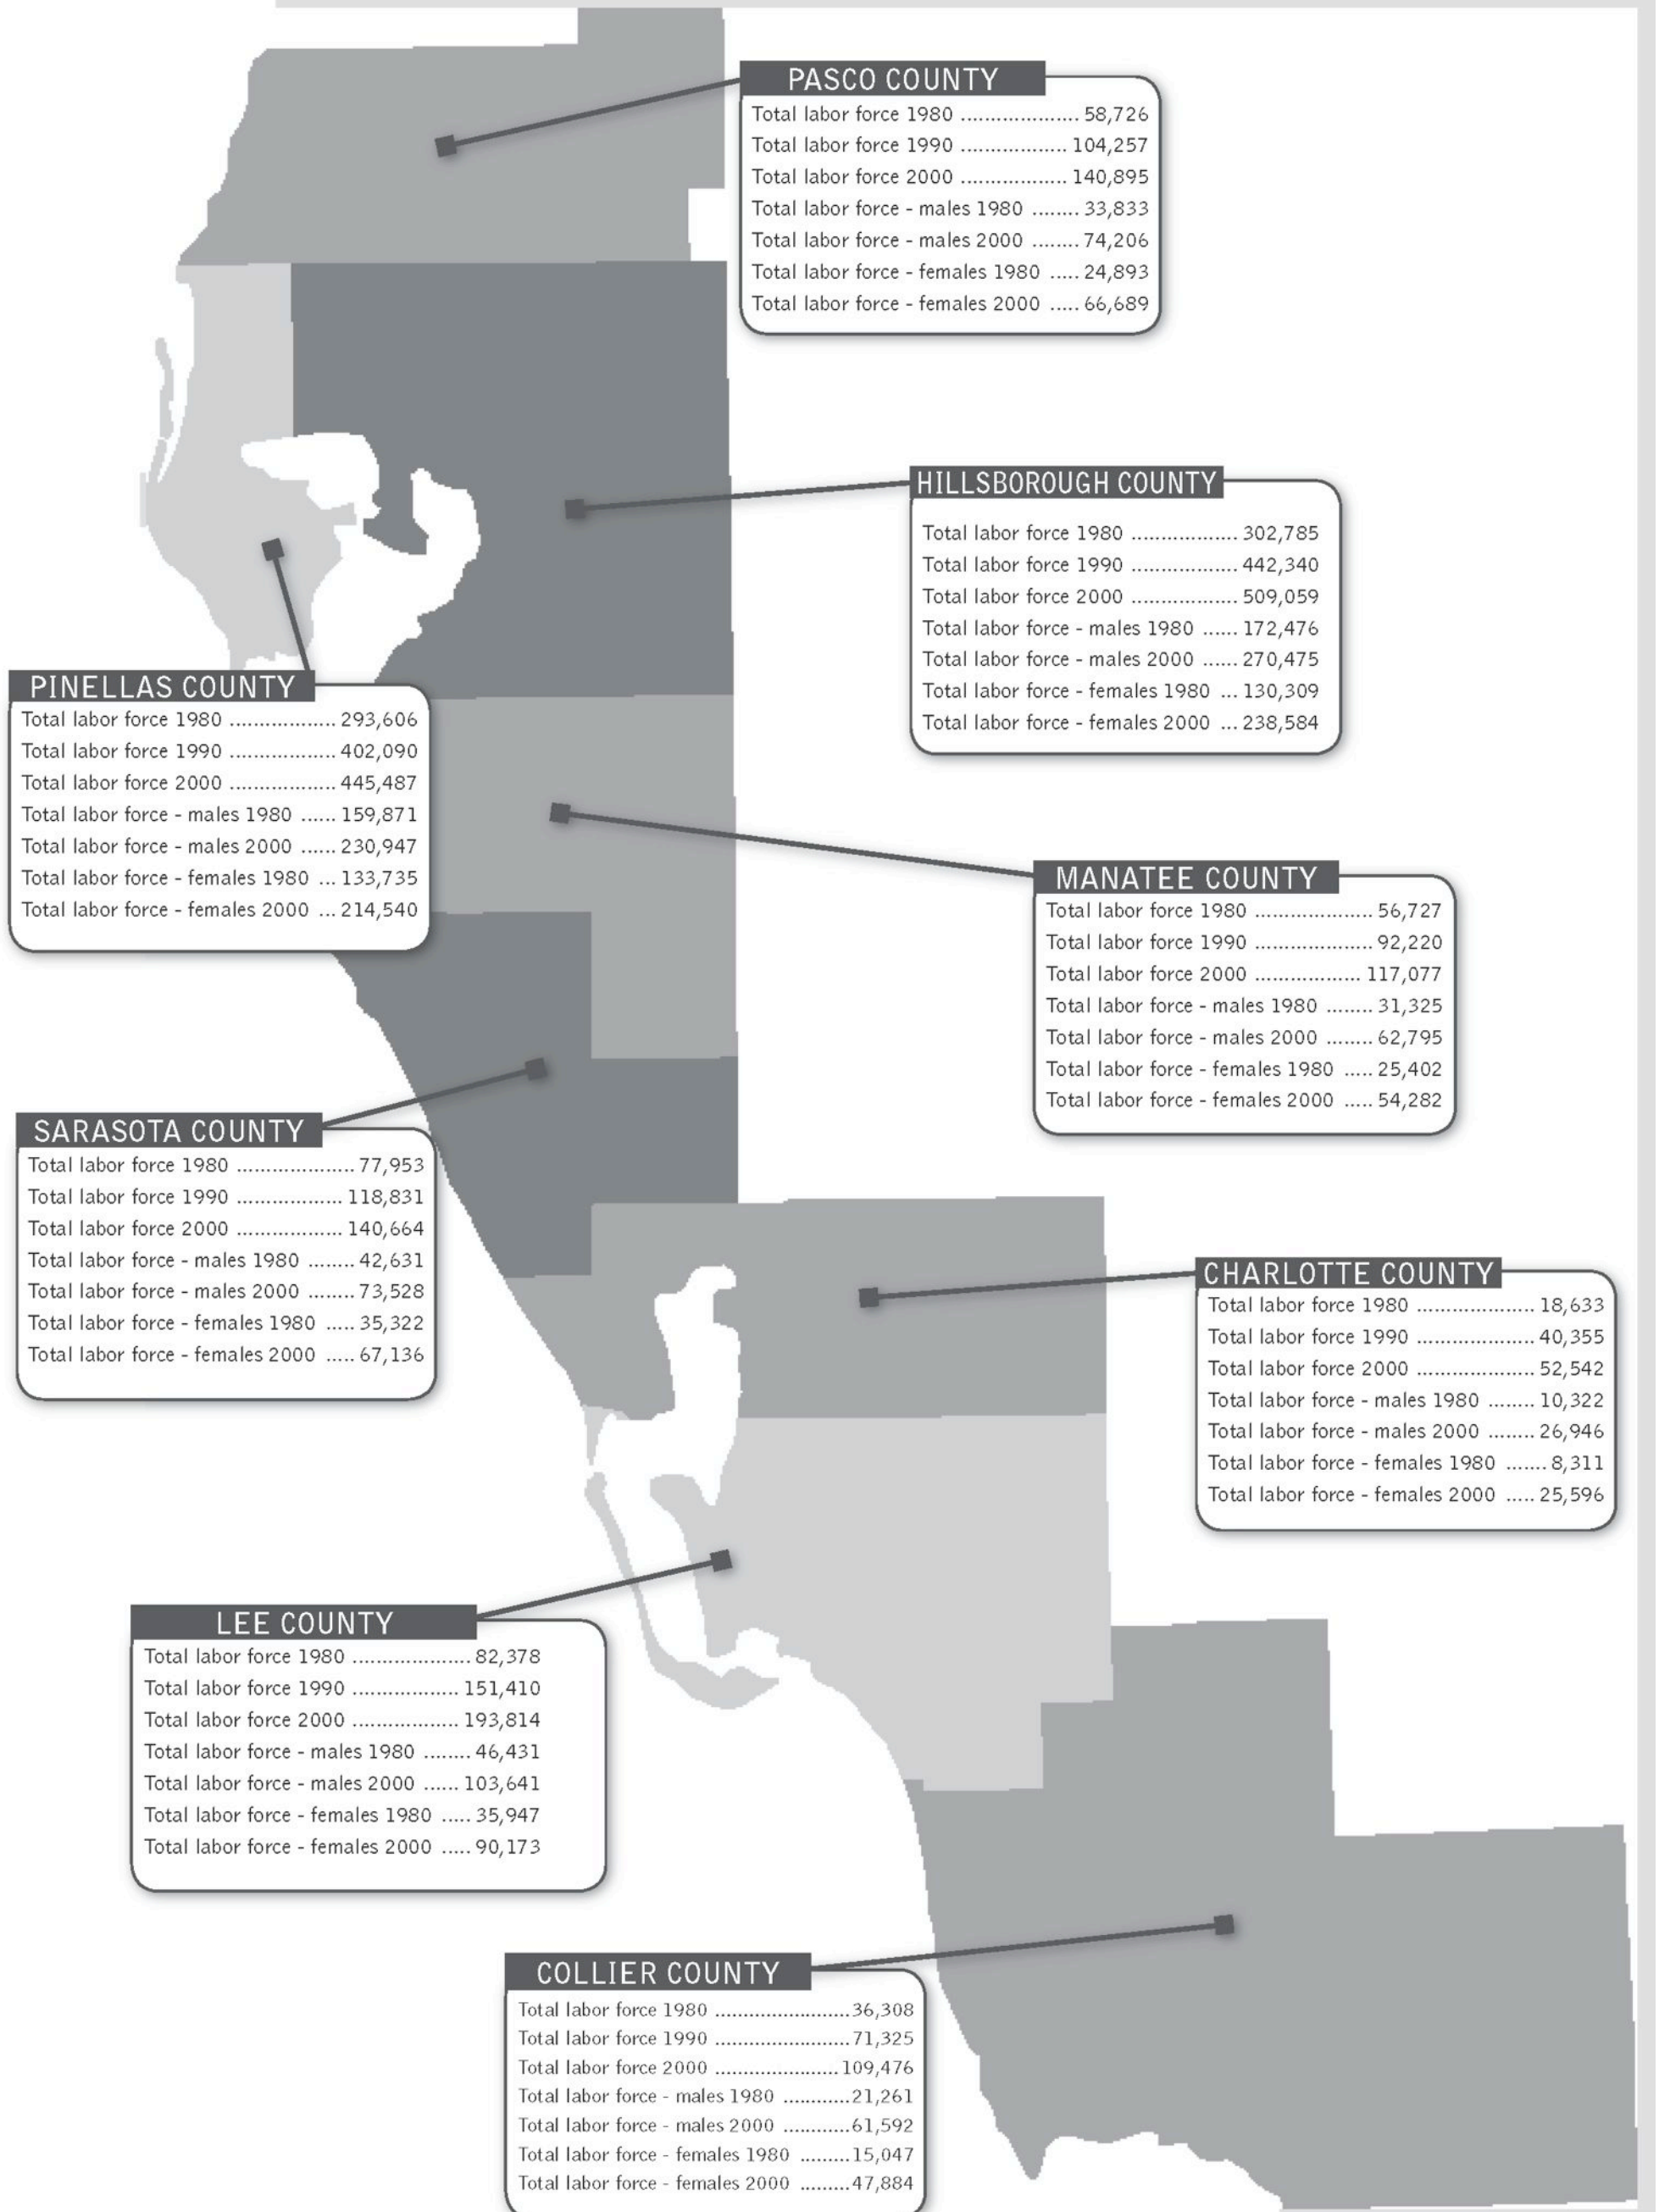 PASCO COUNTY
Total labor force 1980 .................... 58,726
Total labor force 1990 .................. 104,257
Total labor force 2000 .................. 140,895
Total labor force - males 1980 ........ 33,833
Total labor force - males 2000 ........ 74,206
Total labor force - females 1980 ..... 24,893
Total labor force - females 2000 ..... 66,689
HILLSBOROUGH COUNTY
Total labor force 1980 .................. 302,785
Total labor force 1990 .................. 442,340
Total labor force 2000 .................. 509,059
Total labor force - males 1980 ...... 172,476
Total labor force - males 2000 ...... 270,475
Total labor force - females 1980 ... 130,309
Total labor force - females 2000 ... 238,584
PINELLAS COUNTY
Total labor force 1980 .................. 293,606
Total labor force 1990 .................. 402,090
Total labor force 2000 .................. 445,487
Total labor force - males 1980 ...... 159,871
Total labor force - males 2000 ...... 230,947
Total labor force - females 1980 ... 133,735
Total labor force - females 2000 ... 214,540
MANATEE COUNTY
Total labor force 1980 .................... 56,727
Total labor force 1990 .................... 92,220
Total labor force 2000 .................. 117,077
Total labor force - males 1980 ........ 31,325
Total labor force - males 2000 ........ 62,795
Total labor force - females 1980 ..... 25,402
Total labor force - females 2000 ..... 54,282
SARASOTA COUNTY
Total labor force 1980 .................... 77,953
Total labor force 1990 .................. 118,831
Total labor force 2000 .................. 140,664
Total labor force - males 1980 ........ 42,631
Total labor force - males 2000 ........ 73,528
Total labor force - females 1980 ..... 35,322
Total labor force - females 2000 ..... 67,136
CHARLOTTE COUNTY
Total labor force 1980 .................... 18,633
Total labor force 1990 .................... 40,355
Total labor force 2000 .................... 52,542
Total labor force - males 1980 ........ 10,322
Total labor force - males 2000 ........ 26,946
Total labor force - females 1980 ....... 8,311
Total labor force - females 2000 ..... 25,596
LEE COUNTY
Total labor force 1980 .................... 82,378
Total labor force 1990 .................. 151,410
Total labor force 2000 .................. 193,814
Total labor force - males 1980 ........ 46,431
Total labor force - males 2000 ...... 103,641
Total labor force - females 1980 ..... 35,947
Total labor force - females 2000 ..... 90,173
COLLIER COUNTY
Total labor force 1980 .......................36,308
Total labor force 1990 .......................71,325
Total labor force 2000 .....................109,476
Total labor force - males 1980 ............21,261
Total labor force - males 2000 ............61,592
Total labor force - females 1980 .........15,047
Total labor force - females 2000 .........47,884